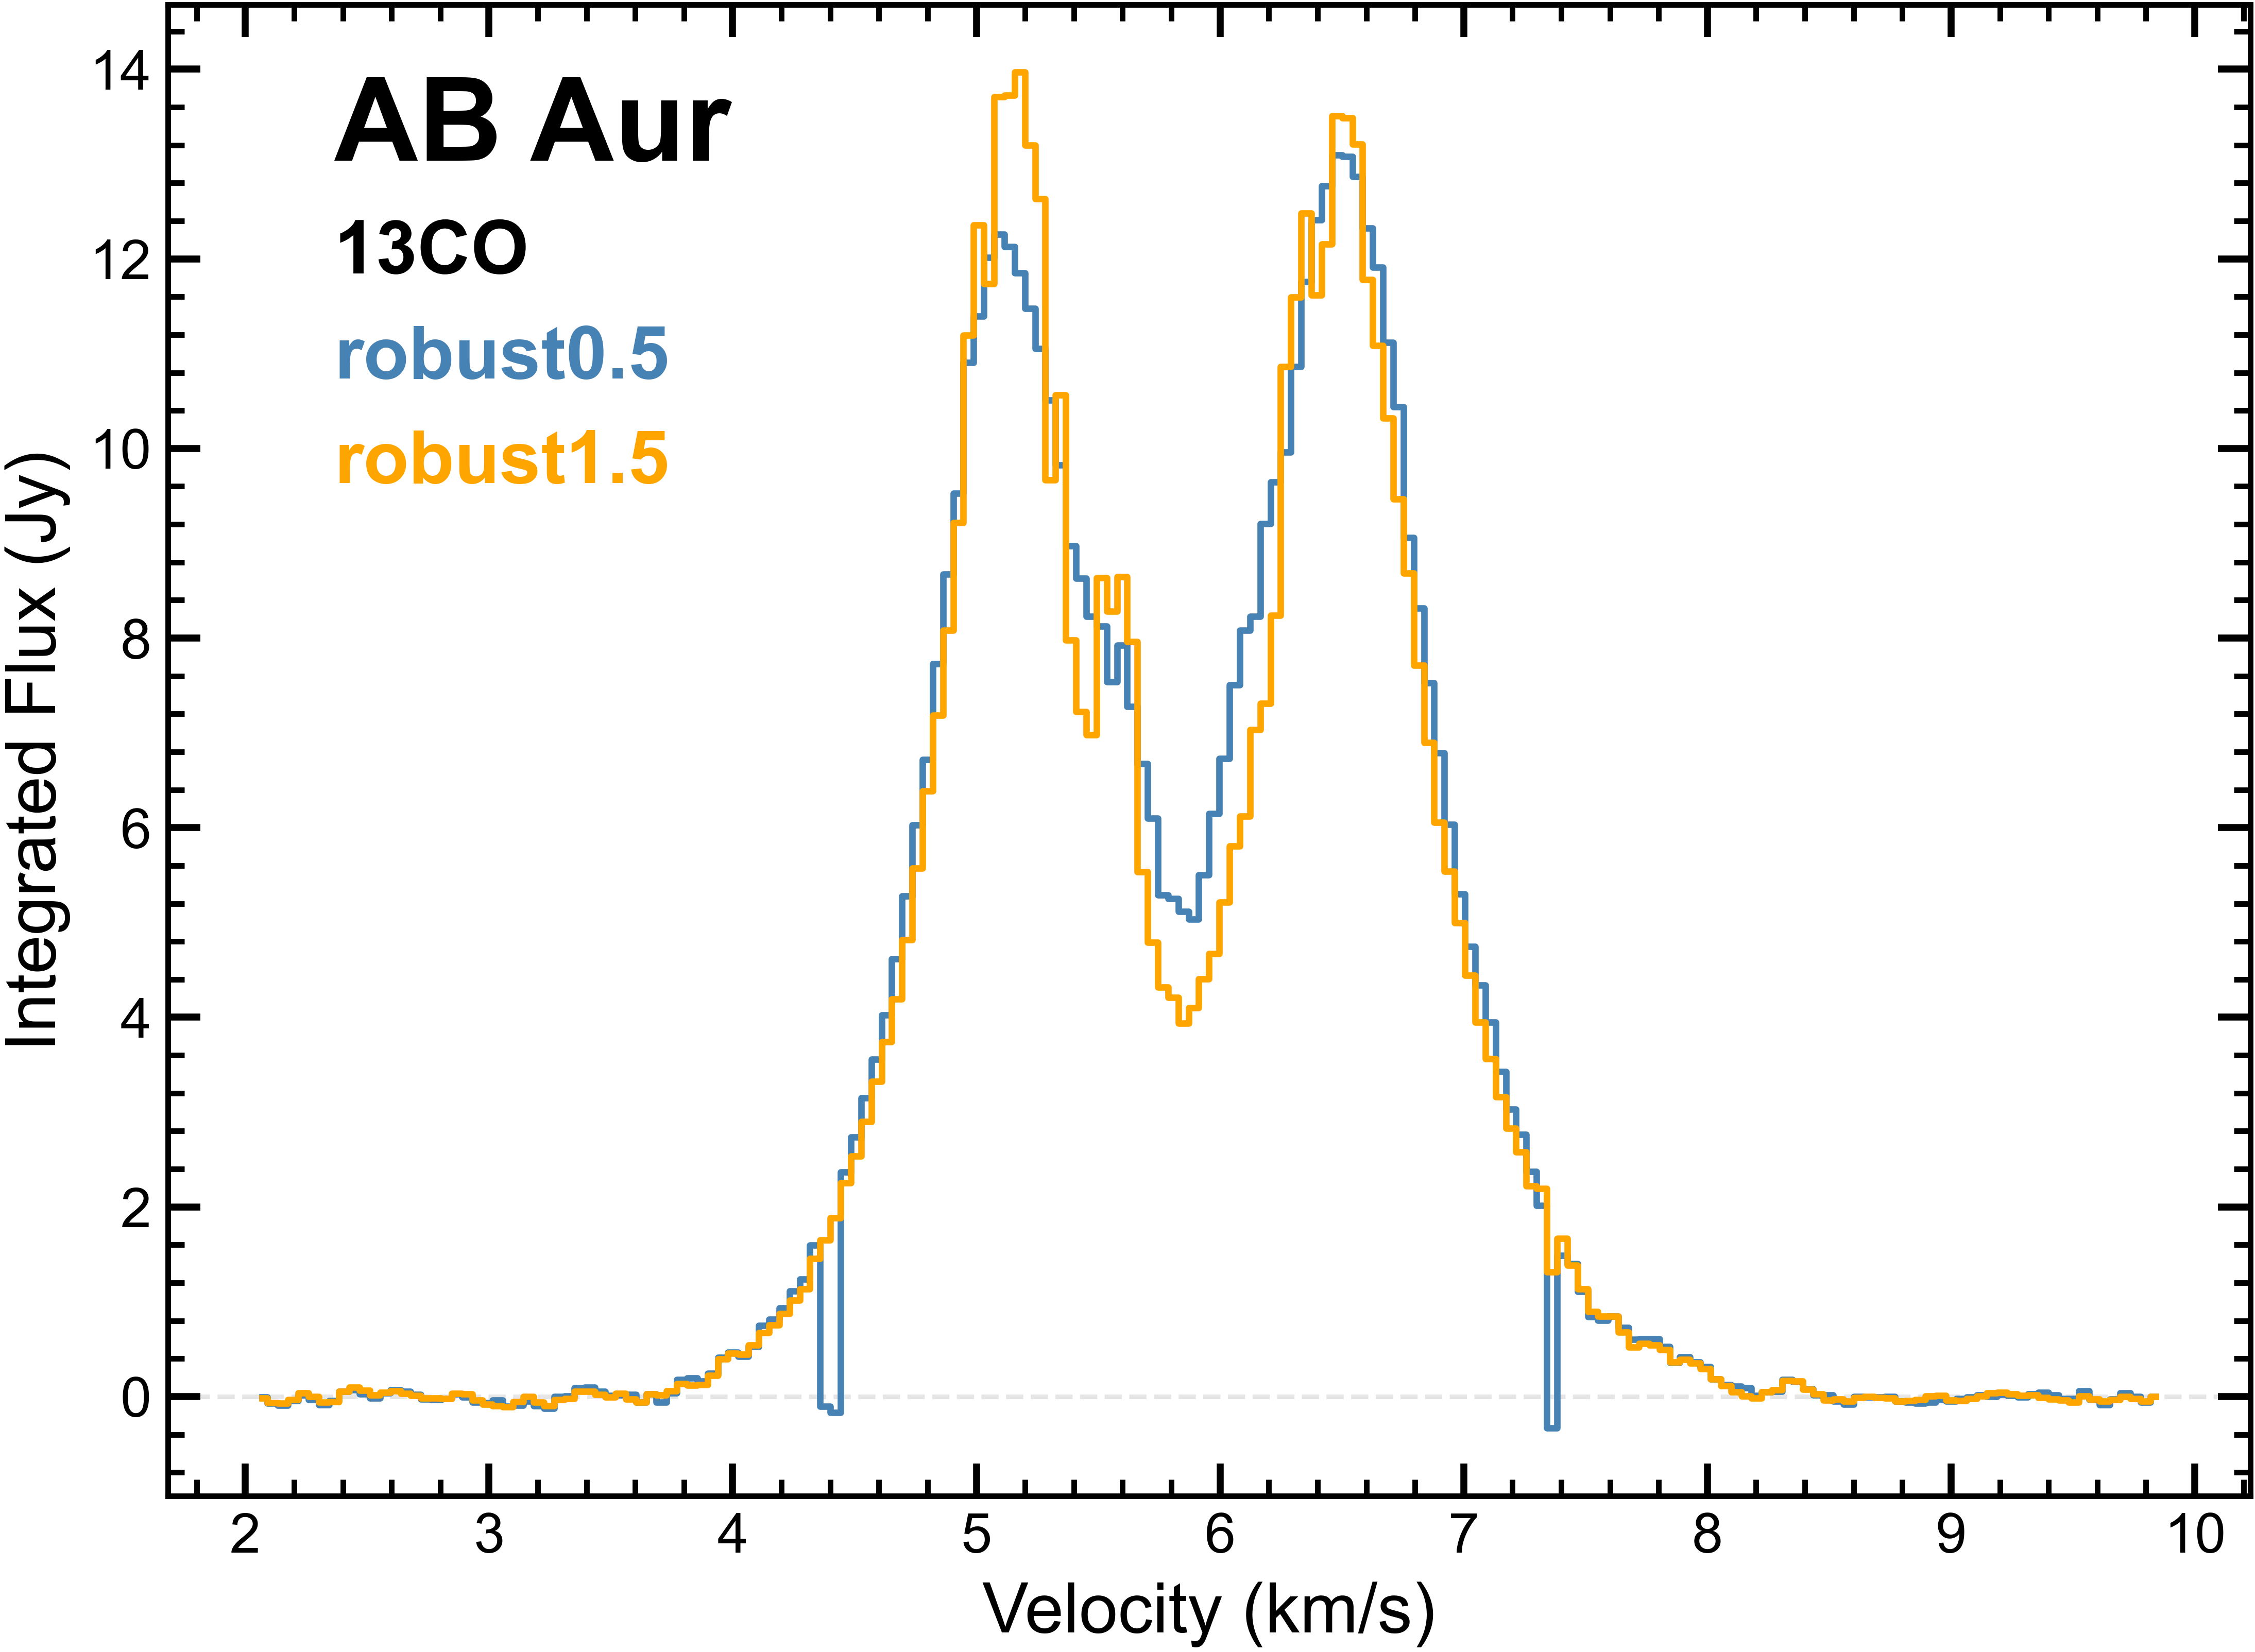 AB Aur
13CO
robust0.5
robust1.5
Integrated Flux (Jy)
14
12
10
8
6
4
2
0
2 3 4 5 6 7 8 9 10
Velocity (km/s)